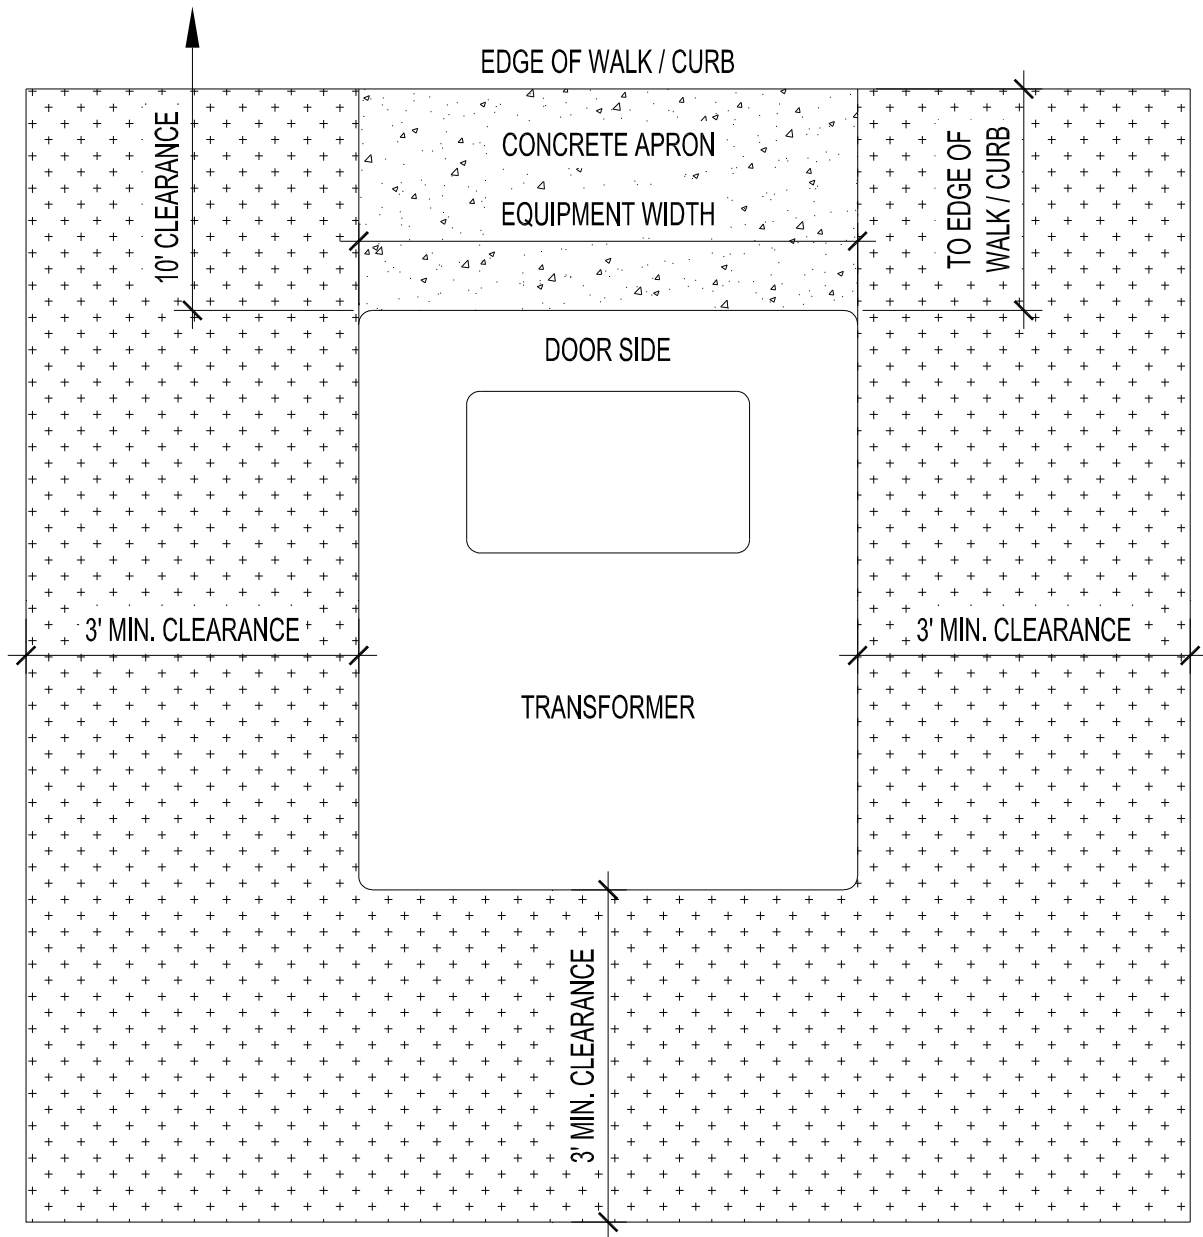 EDGE OF WALK / CURB
10' CLEARANCE
CONCRETE APRON
EQUIPMENT WIDTH
TO EDGE OF
WALK / CURB
DOOR SIDE
3' MIN. CLEARANCE
3' MIN. CLEARANCE
TRANSFORMER
3' MIN. CLEARANCE